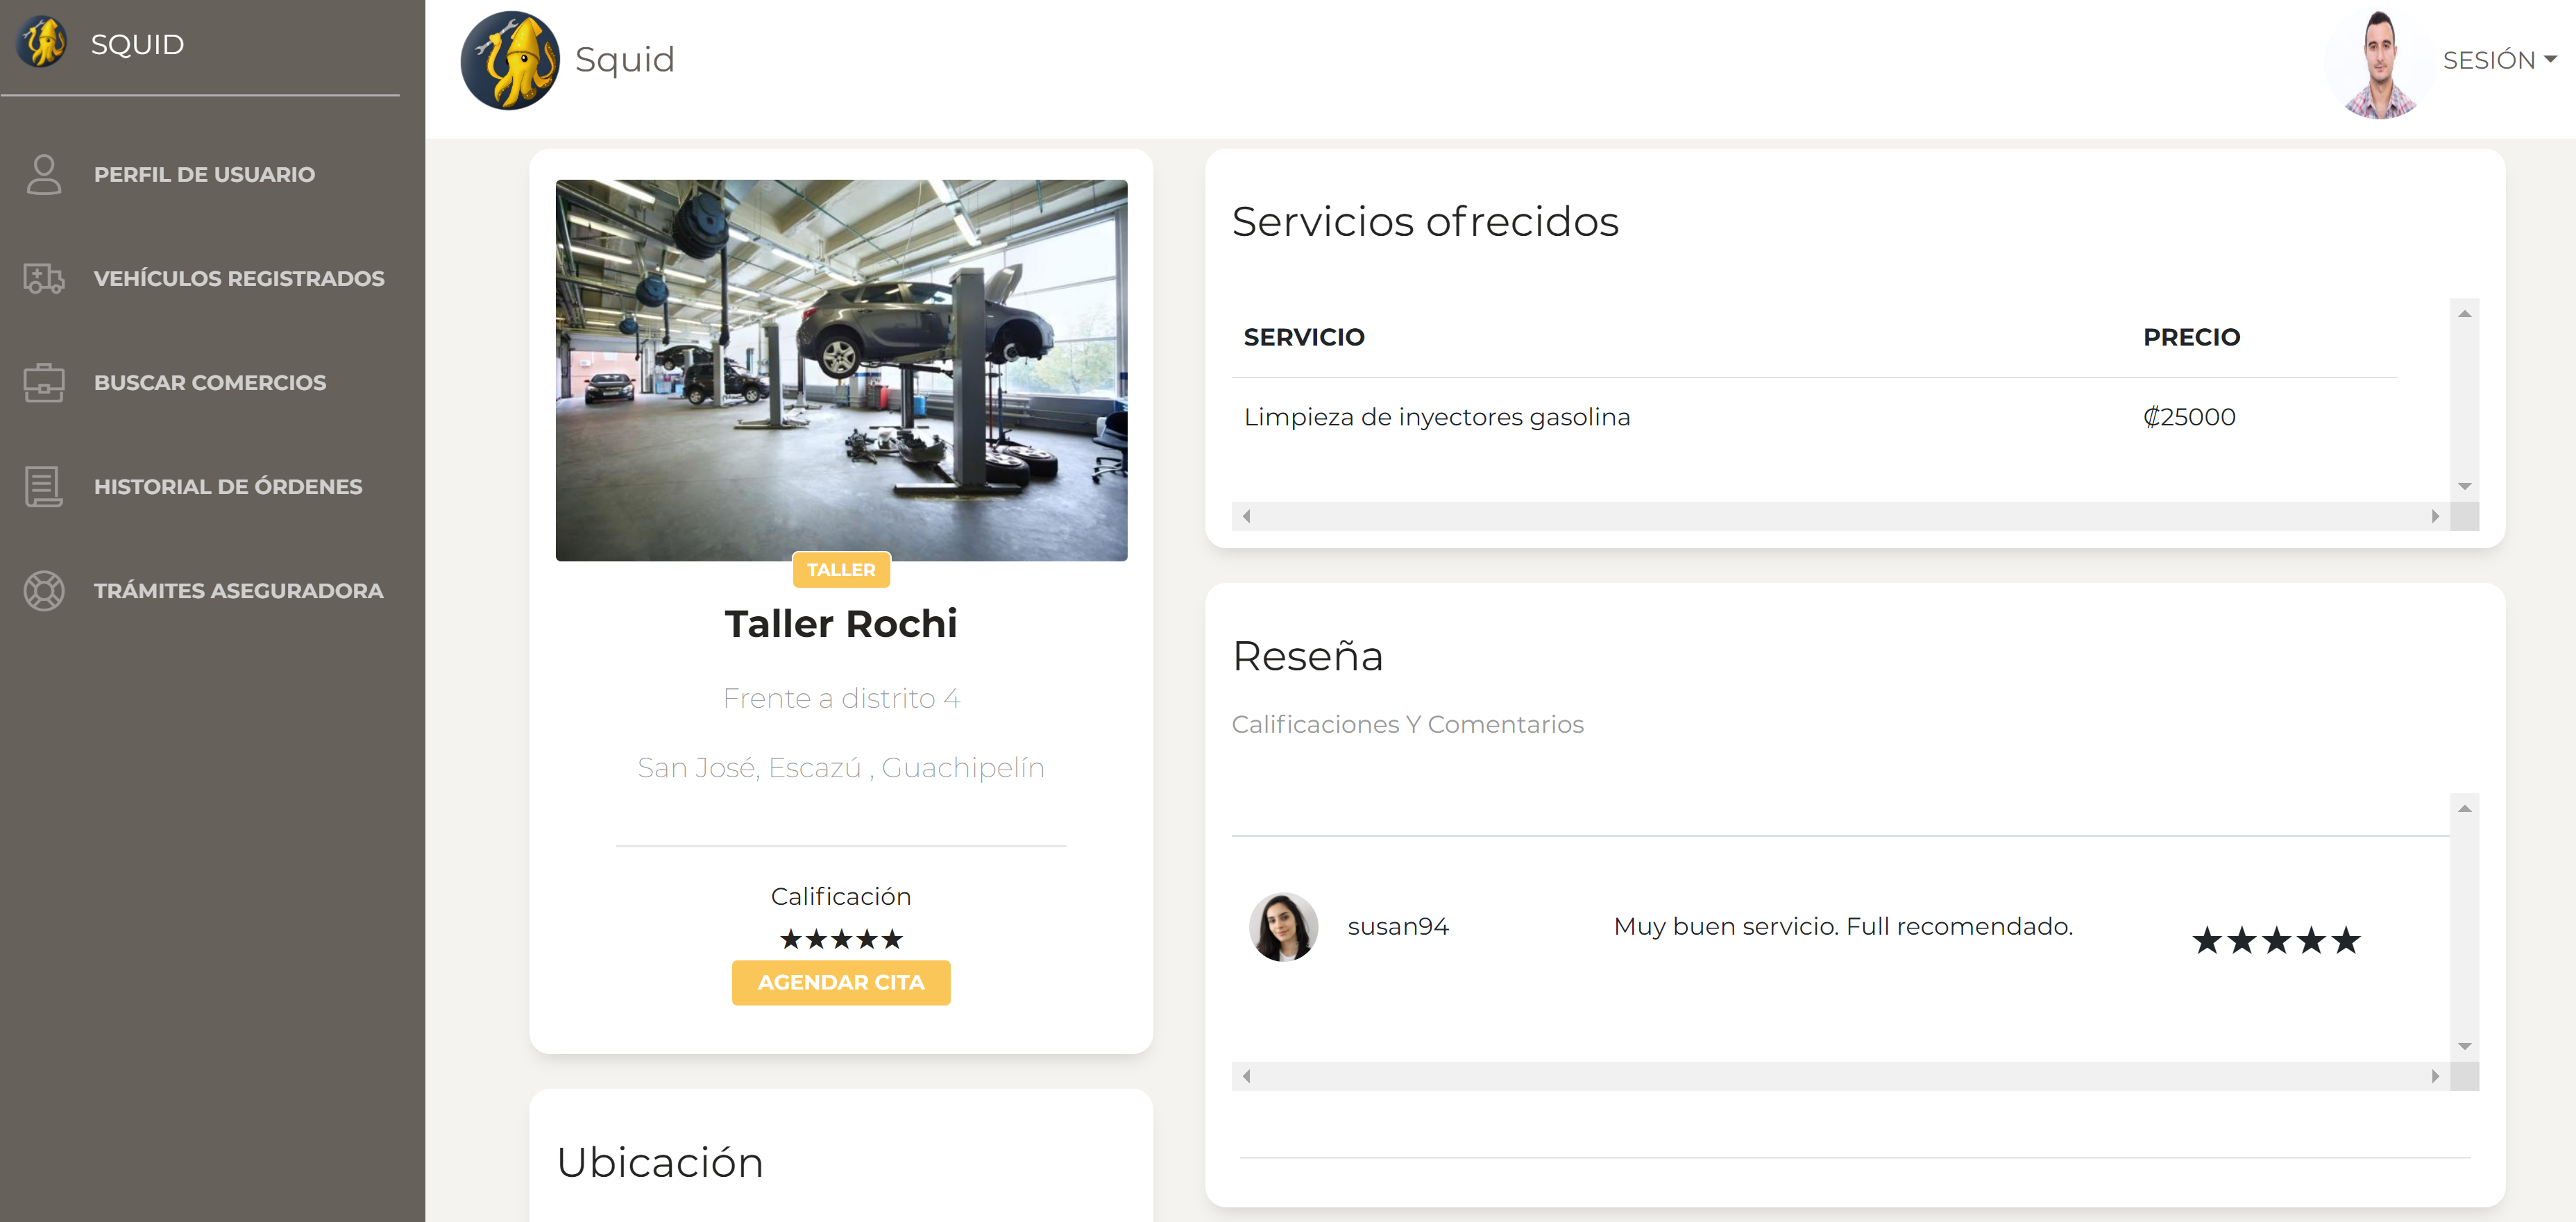 SQUID
PERFIL DE USUARIO
VEHÍCULOS REGISTRADOS
BUSCAR COMERCIOS
HISTORIAL DE ÓRDENES
TRÁMITES ASEGURADORA
Squid
SESIÓN
TALLER
Taller Rochi
Frente a distrito 4
San José, Escazú , Guachipelín
Calificación
★★★★★
AGENDAR CITA
Ubicación
Servicios ofrecidos
SERVICIO PRECIO
Limpieza de inyectores gasolina ₡25000
Reseña
Calificaciones Y Comentarios
susan94 Muy buen servicio. Full recomendado. ★★★★★